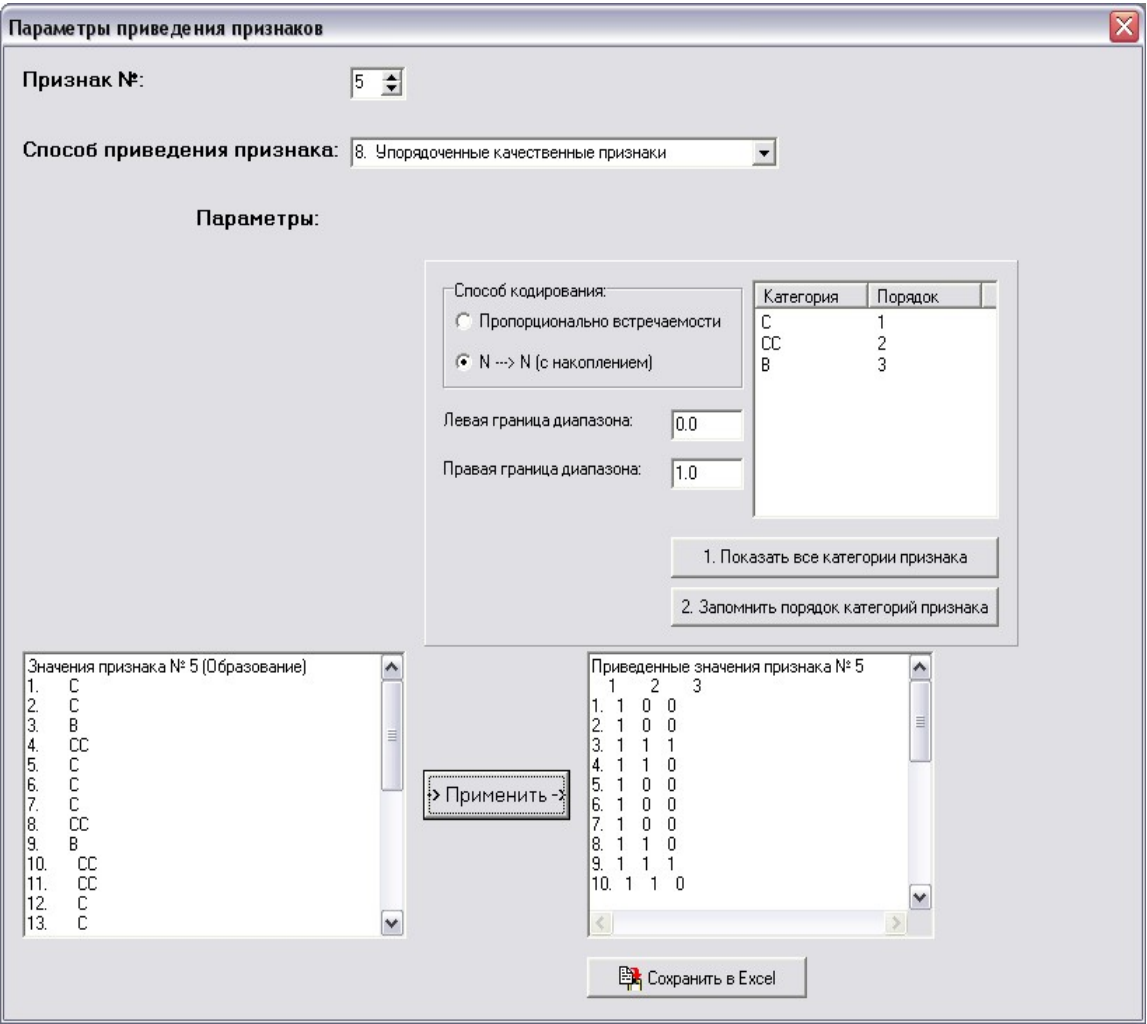 Параметры приведения признаков
Признак №:
5
Способ приведения признака:
8. Упорядоченные качественные признаки
Параметры:
Способ кодирования:
Пропорционально встречаемости
N ---> N (с накоплением)
Левая граница диапазона:
0.0
Правая граница диапазона:
1.0
Категория Порядок
С 1
СС 2
В 3
1. Показать все категории признака
2. Запомнить порядок категорий признака
Значения признака № 5 (Образование)
1. С
2. С
3. В
4. СС
5. С
6. С
7. С
8. СС
9. В
10. СС
11. СС
12. С
13. С
-> Применить ->
Приведенные значения признака № 5
1 2 3
1. 1 0 0
2. 1 0 0
3. 1 1 1
4. 1 1 0
5. 1 0 0
6. 1 0 0
7. 1 0 0
8. 1 1 0
9. 1 1 1
10. 1 1 0
Сохранить в Excel